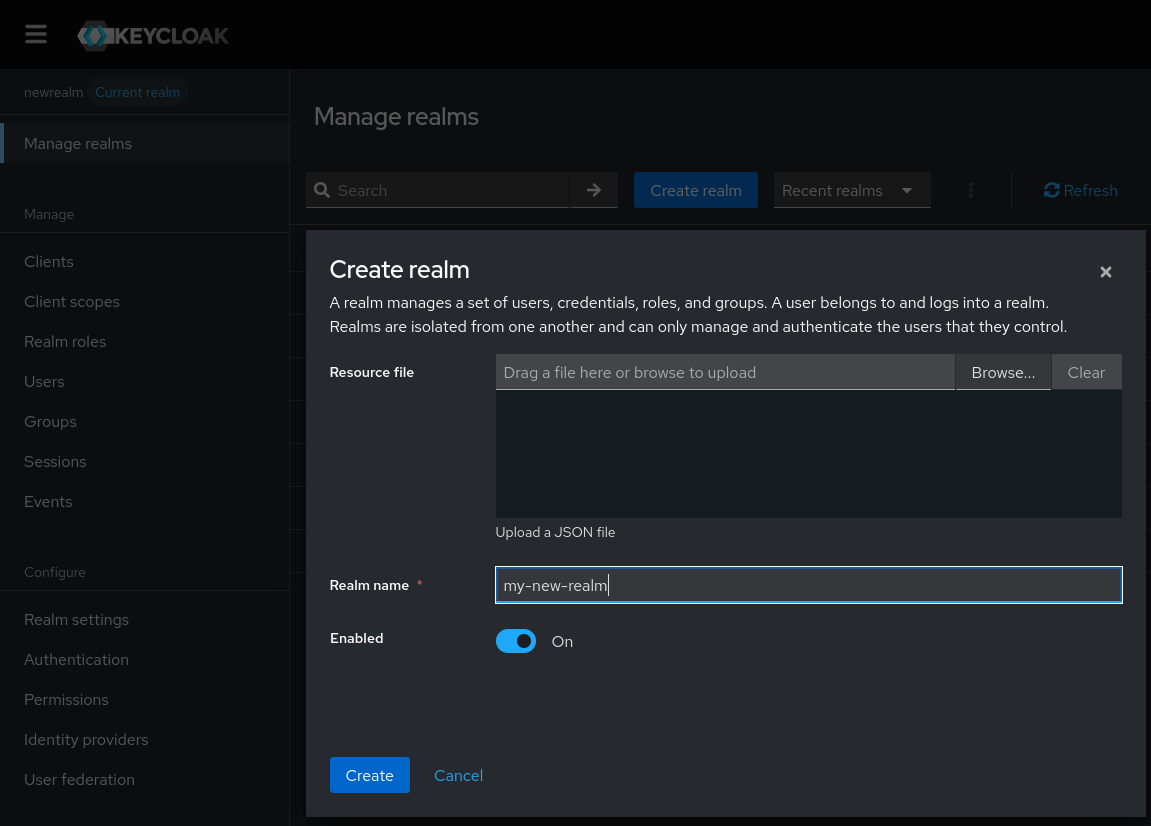 KEYCLOAK
newrealm Current realm
Manage realms
Manage
Clients
Client scopes
Realm roles
Users
Groups
Sessions
Events
Configure
Realm settings
Authentication
Permissions
Identity providers
User federation
Manage realms
Search Create realm Recent realms Refresh
Create realm
A realm manages a set of users, credentials, roles, and groups. A user belongs to and logs into a realm.
Realms are isolated from one another and can only manage and authenticate the users that they control.
Resource file Drag a file here or browse to upload Browse... Clear
Upload a JSON file
Realm name * my-new-realm
Enabled On
Create Cancel